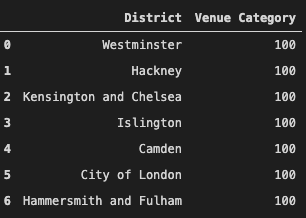 District Venue Category
0 Westminster 100
1 Hackney 100
2 Kensington and Chelsea 100
3 Islington 100
4 Camden 100
5 City of London 100
6 Hammersmith and Fulham 100